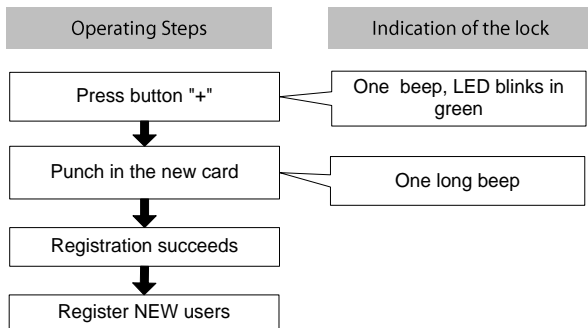 Operating Steps
Indication of the lock
Press button "+"
One beep, LED blinks in
green
Punch in the new card
One long beep
Registration succeeds
Register NEW users